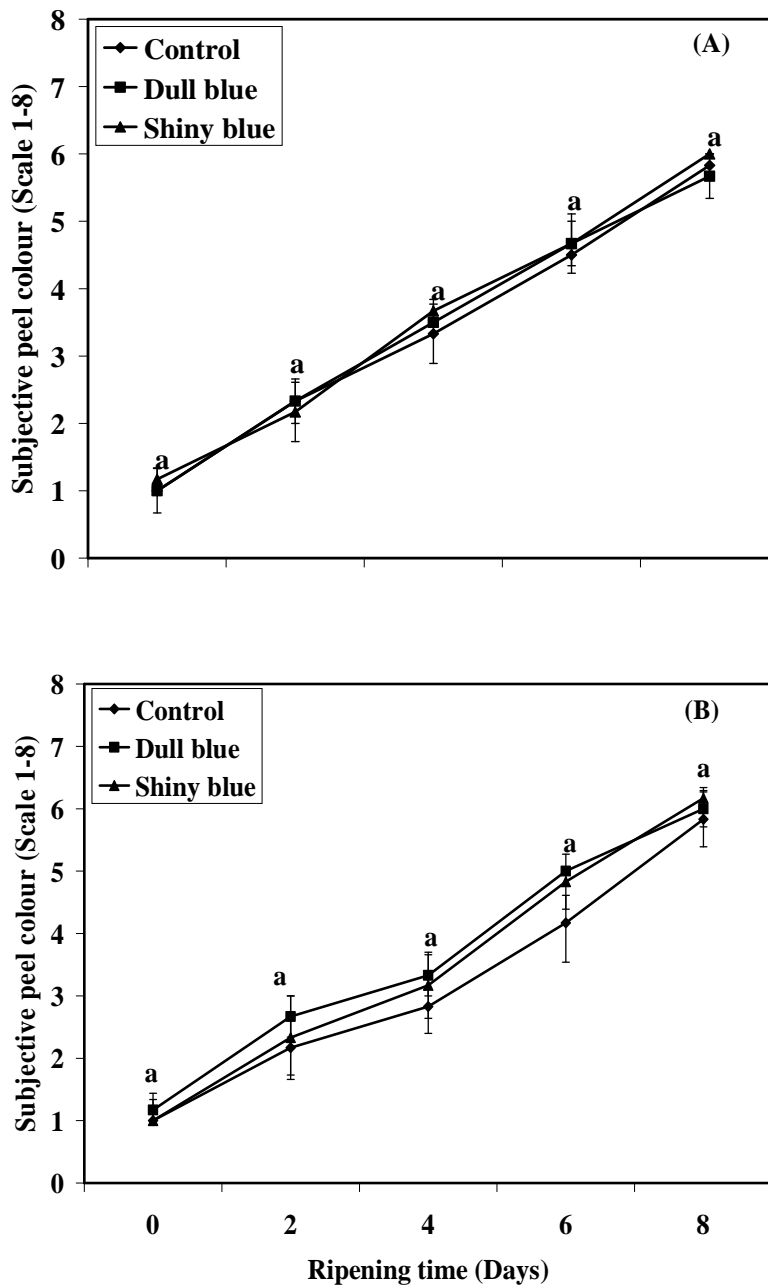 8
(A)
Control
7
Dull blue
Shiny blue
a
6
a
5
a
4
3
a
2
a
1
0
Subjective peel colour (Scale 1-8)
8
(B)
Control
7
Dull blue
Shiny blue
a
6
a
5
4
a
a
3
2
a
1
0
Subjective peel colour (Scale 1-8)
0 2 4 6 8
Ripening time (Days)